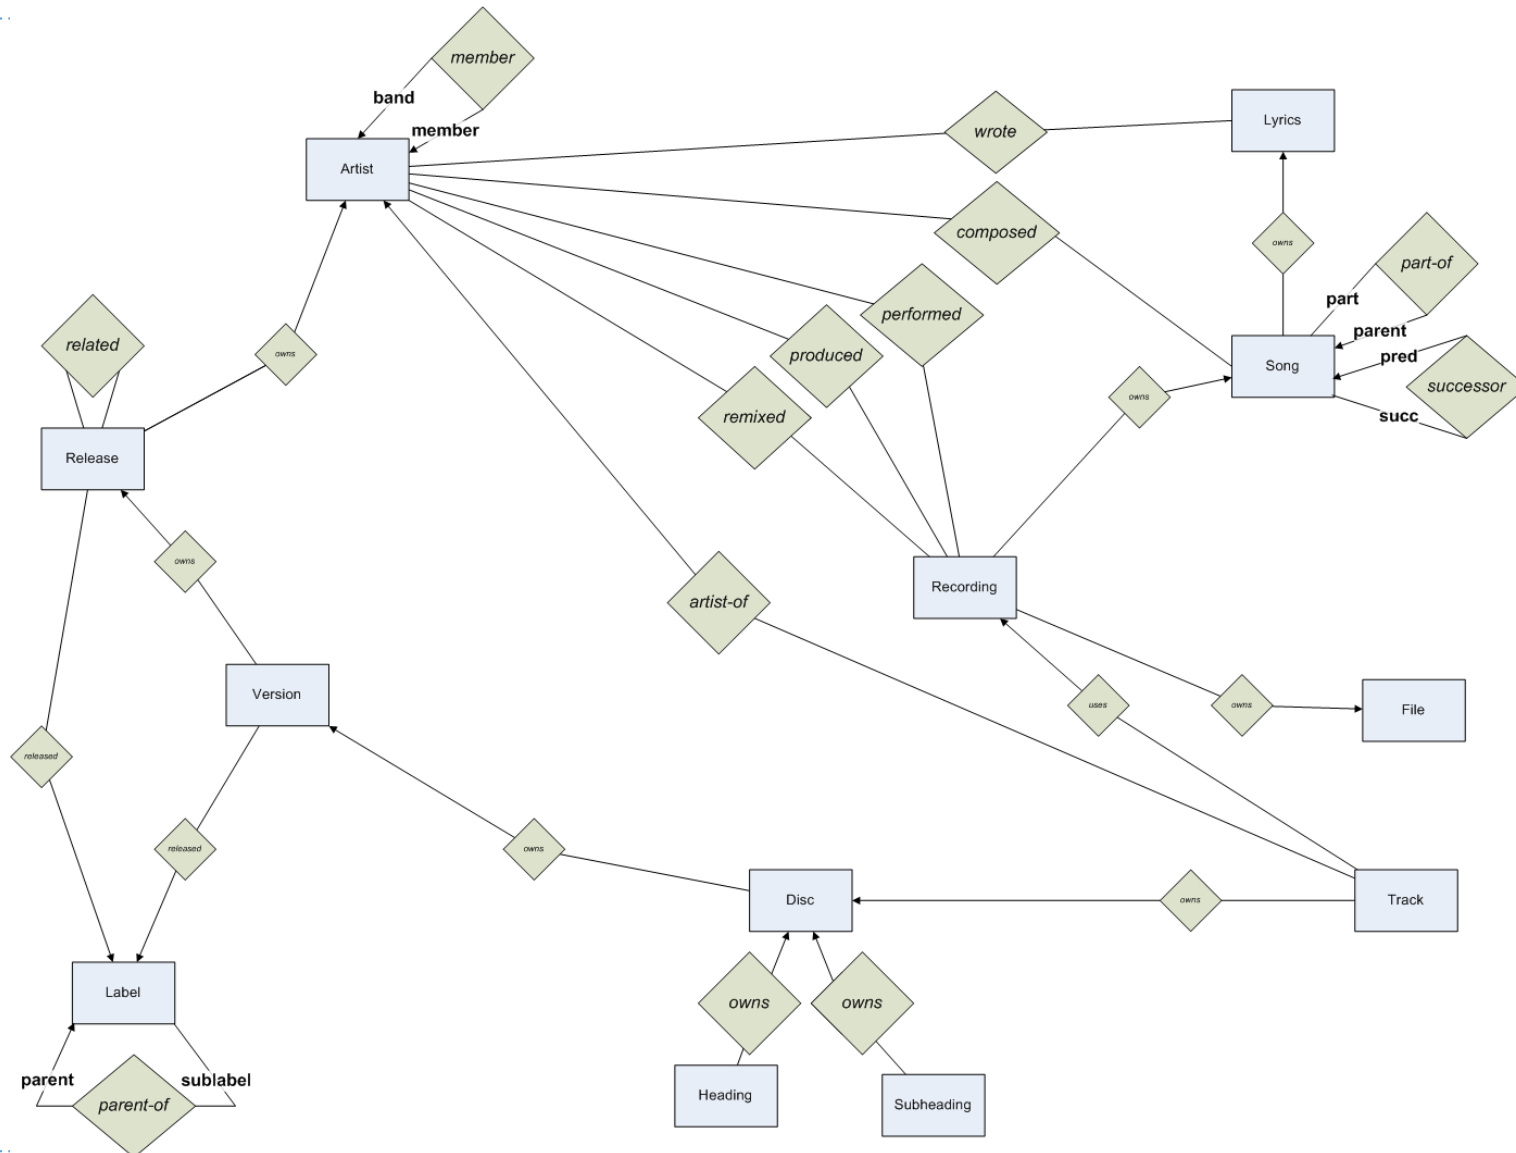 member
band
member
Artist
wrote
Lyrics
composed
owns
part-of
part
parent
pred
Song
successor
succ
performed
produced
remixed
owns
related
owns
Release
owns
artist-of
Recording
Version
uses
owns
File
released
released
owns
Disc
owns
Track
Label
owns
owns
parent
sublabel
parent-of
Heading
Subheading